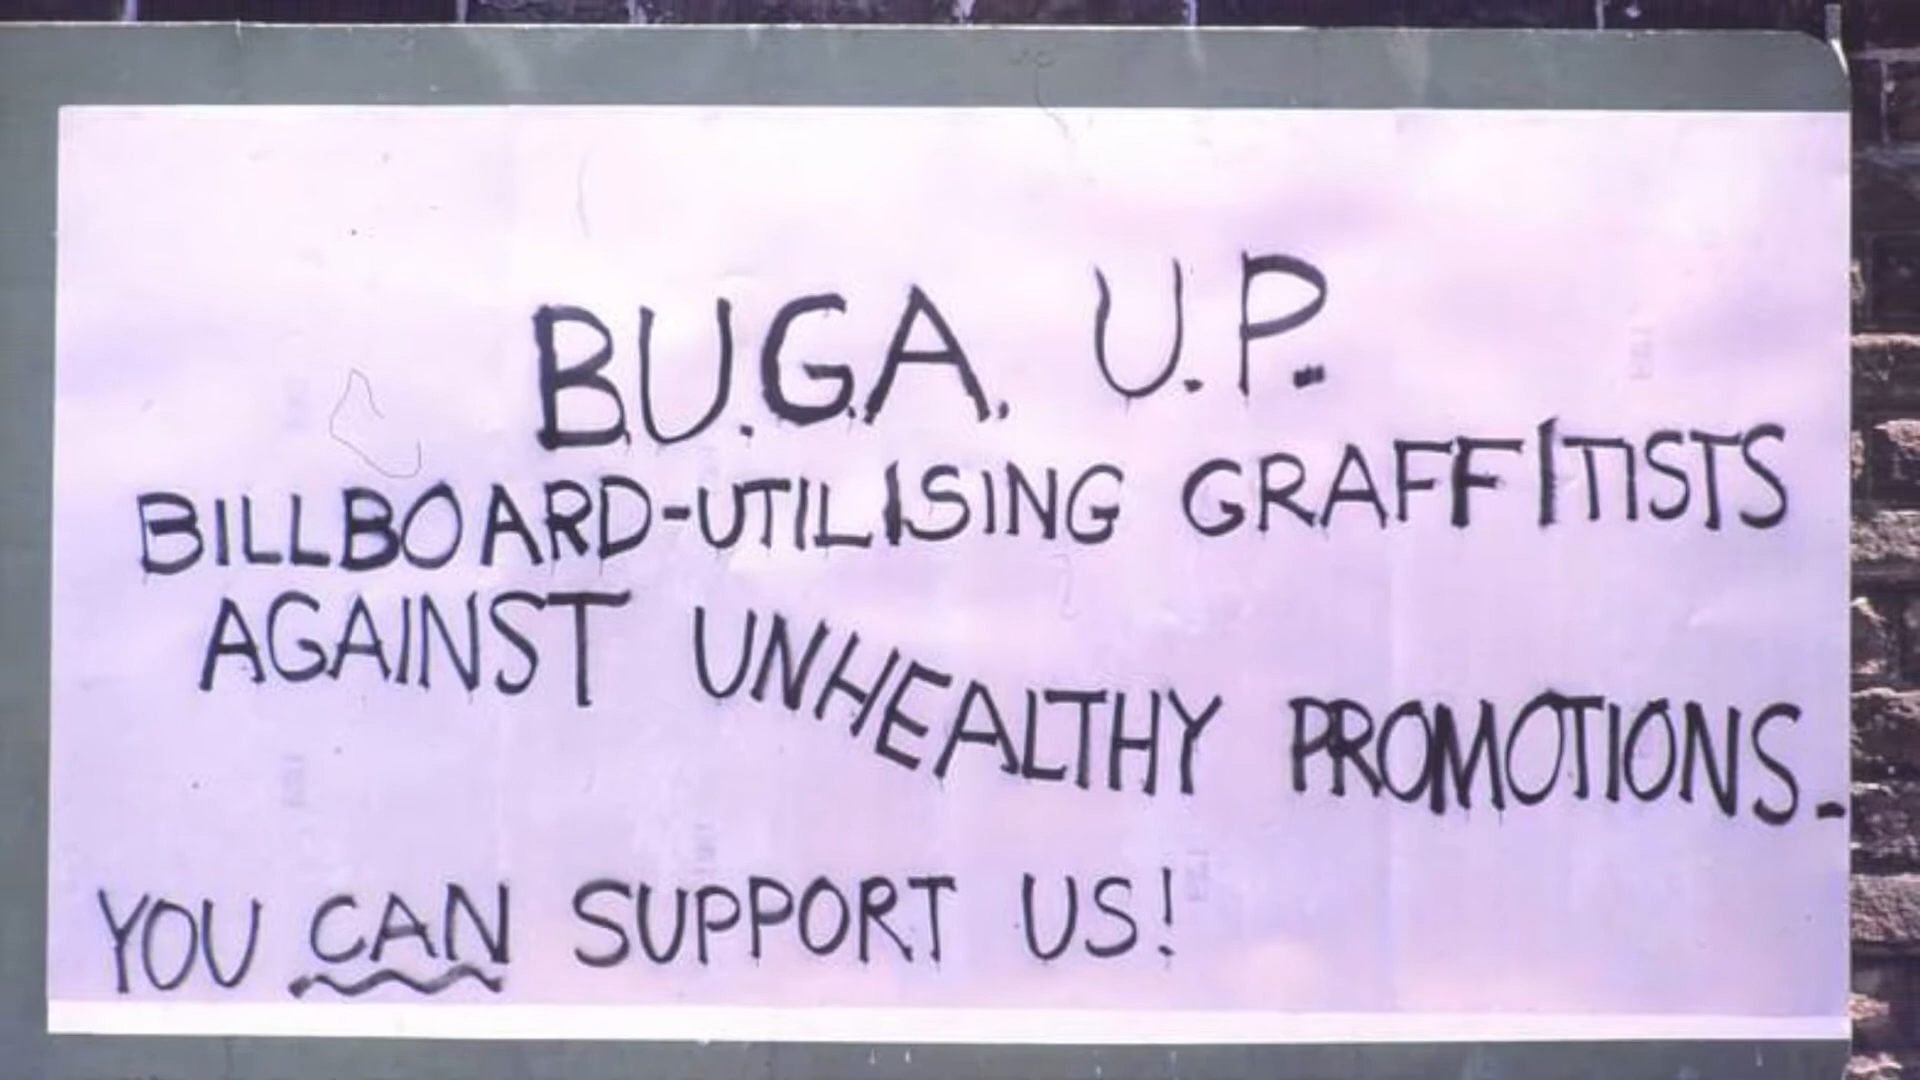 B.U.G.A. U.P.
BILLBOARD-UTILISING GRAFFITISTS
AGAINST UNHEALTHY PROMOTIONS.
YOU CAN SUPPORT US!